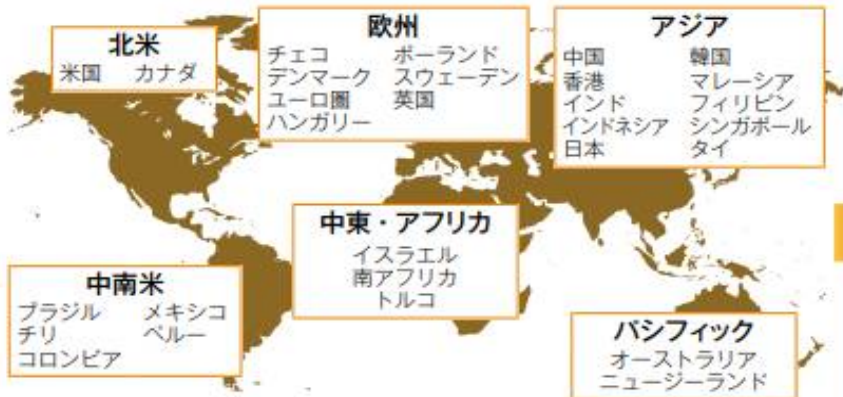 北米
米国 カナダ
欧州
チェコ ポーランド
デンマーク スウェーデン
ユーロ圏 英国
ハンガリー
アジア
中国 韓国
香港 マレーシア
インド フィリピン
インドネシア シンガポール
日本 タイ
中東・アフリカ
イスラエル
南アフリカ
トルコ
中南米
ブラジル メキシコ
チリ ペルー
コロンビア
パシフィック
オーストラリア
ニュージーランド